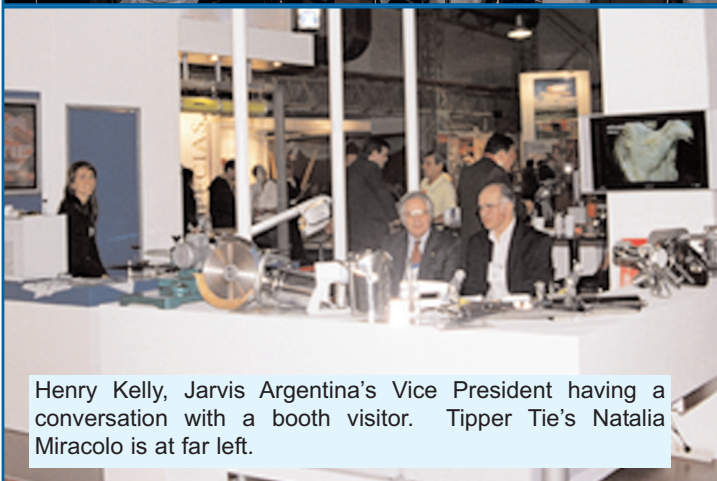 CIAS
Henry Kelly, Jarvis Argentina's Vice President having a
conversation with a booth visitor. Tipper Tie's Natalia
Miracolo is at far left.